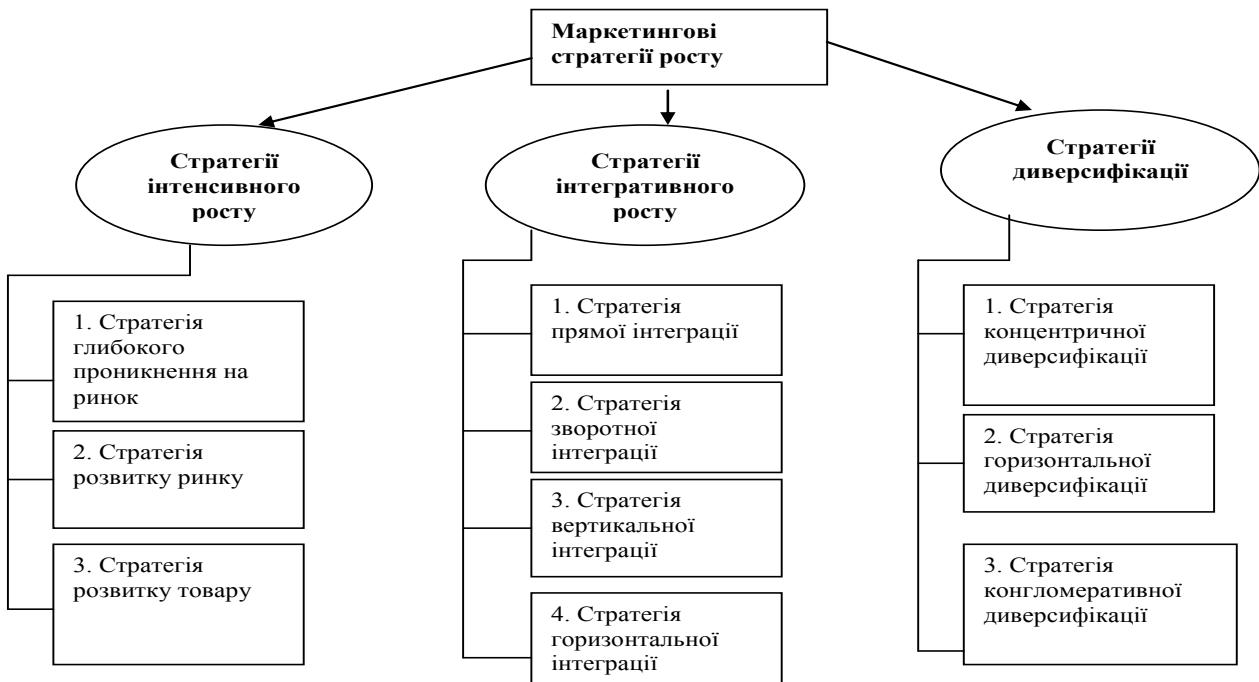 Маркетингові
стратегії росту
Стратегії
інтенсивного
росту
Стратегії
інтегративного
росту
Стратегії
диверсифікації
1. Стратегія
глибокого
проникнення на
ринок
2. Стратегія
розвитку ринку
3. Стратегія
розвитку товару
1. Стратегія
прямої інтеграції
2. Стратегія
зворотної
інтеграції
3. Стратегія
вертикальної
інтеграції
4. Стратегія
горизонтальної
інтеграції
1. Стратегія
концентричної
диверсифікації
2. Стратегія
горизонтальної
диверсифікації
3. Стратегія
конгломеративної
диверсифікації